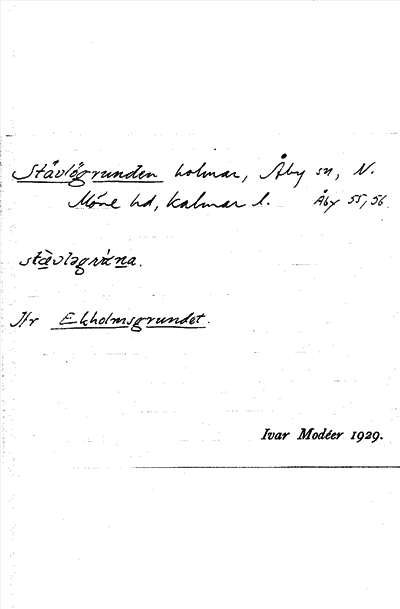 Stävlögrunden holmar, Åby sn, N.
Möre hd, Kalmar l. Åby 55, 56.
Jfr Ekholmsgrundet.
Ivar Modéer 1929.